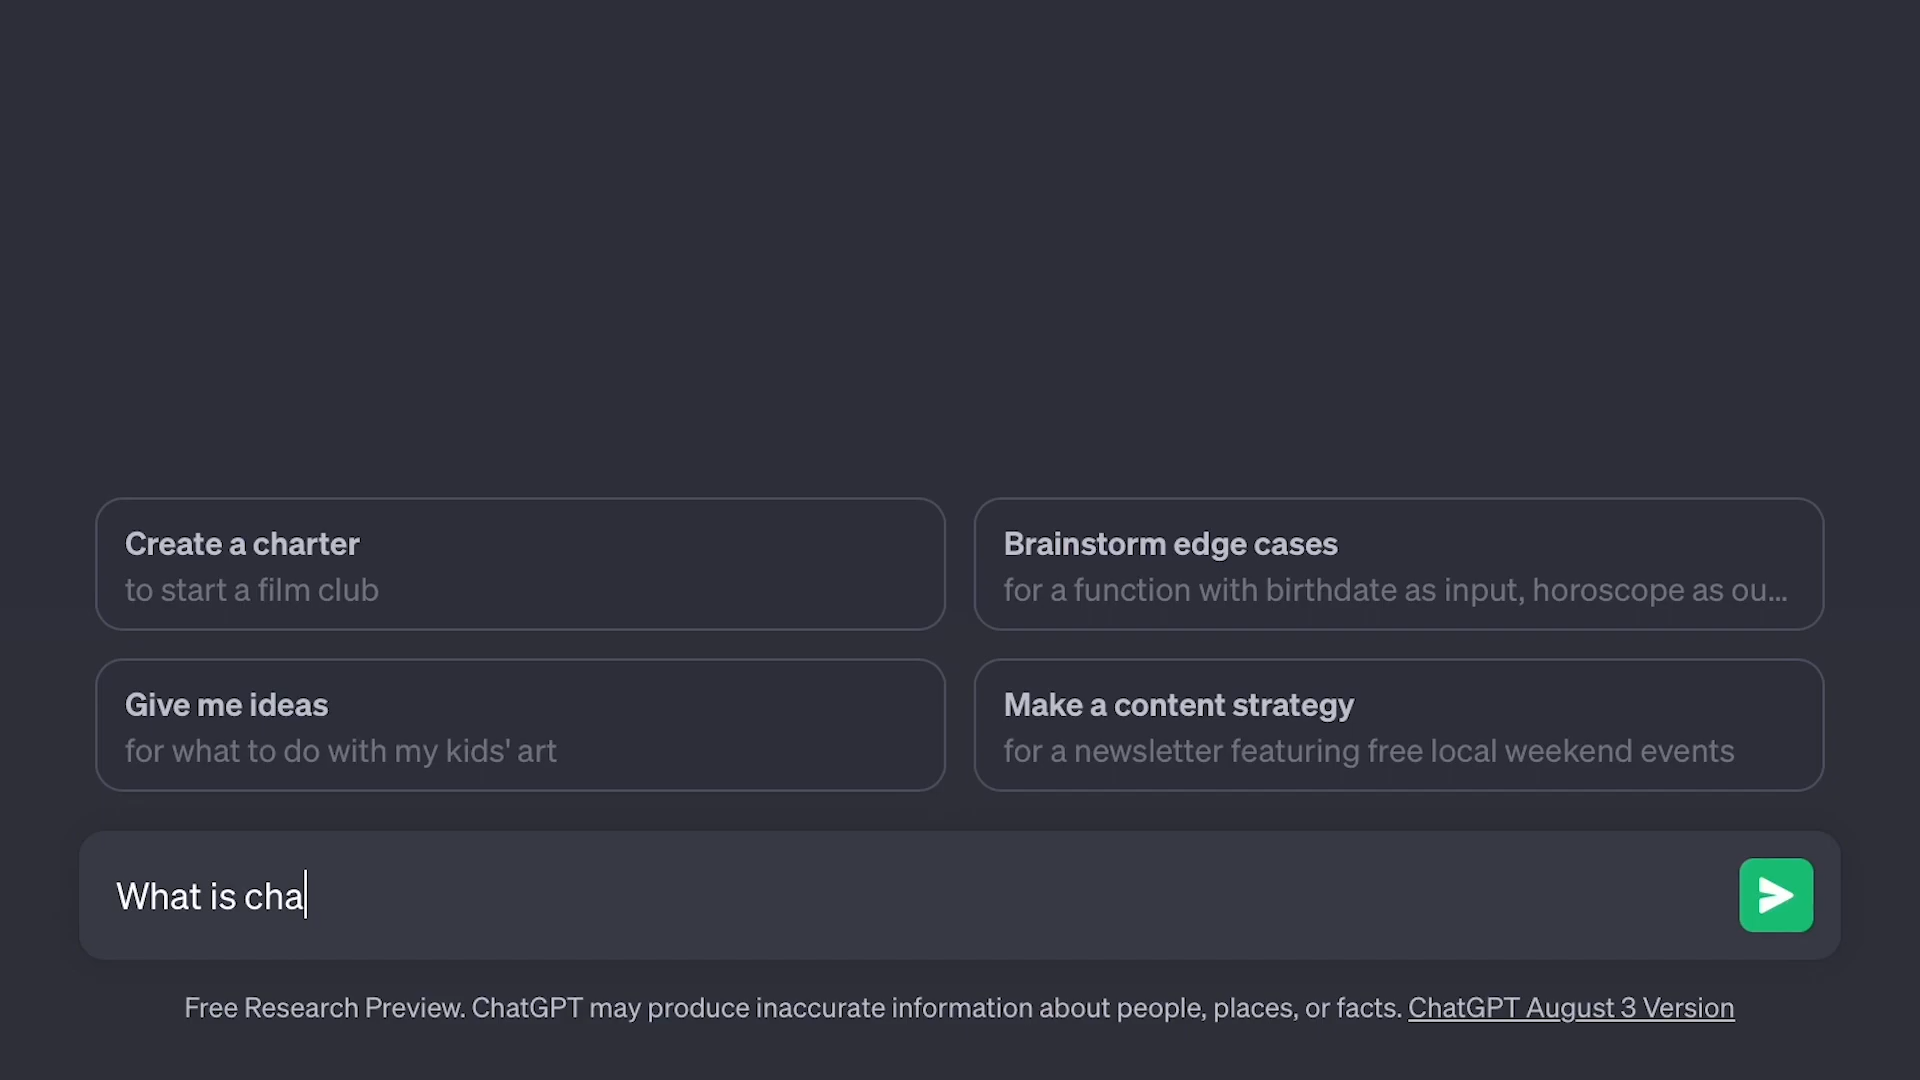 Create a charter
to start a film club
Brainstorm edge cases
for a function with birthdate as input, horoscope as ou...
Give me ideas
for what to do with my kids' art
Make a content strategy
for a newsletter featuring free local weekend events
What is cha
Free Research Preview. ChatGPT may produce inaccurate information about people, places, or facts. ChatGPT August 3 Version